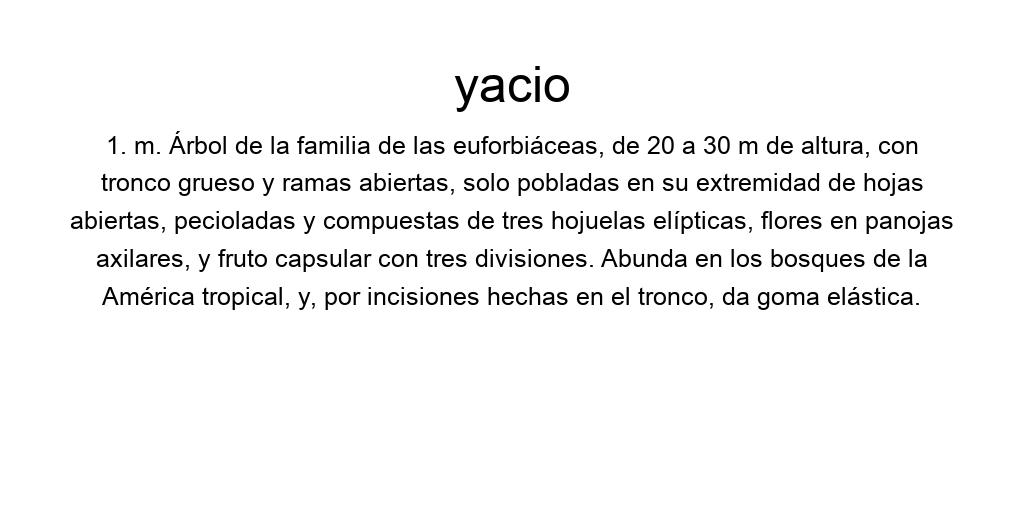 yacio
1. m. Árbol de la familia de las euforbiáceas, de 20 a 30 m de altura, con
tronco grueso y ramas abiertas, solo pobladas en su extremidad de hojas
abiertas, pecioladas y compuestas de tres hojuelas elípticas, flores en panojas
axilares, y fruto capsular con tres divisiones. Abunda en los bosques de la
América tropical, y, por incisiones hechas en el tronco, da goma elástica.